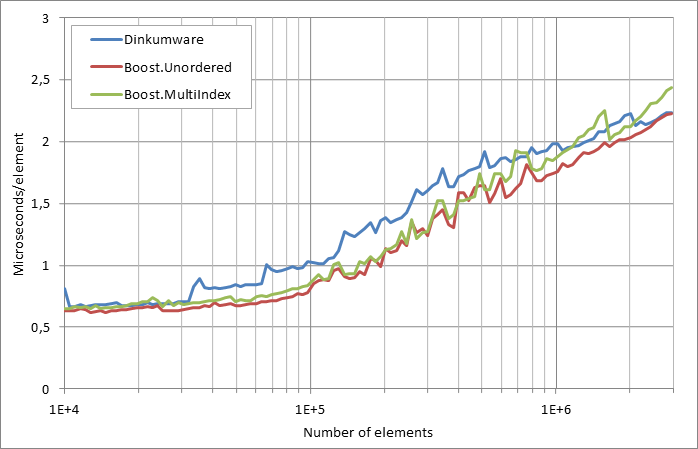 3
2,5
2
1,5
1
0,5
0
Microseconds/element
Dinkumware
Boost.Unordered
Boost.MultiIndex
1E+4
1E+5
1E+6
Number of elements